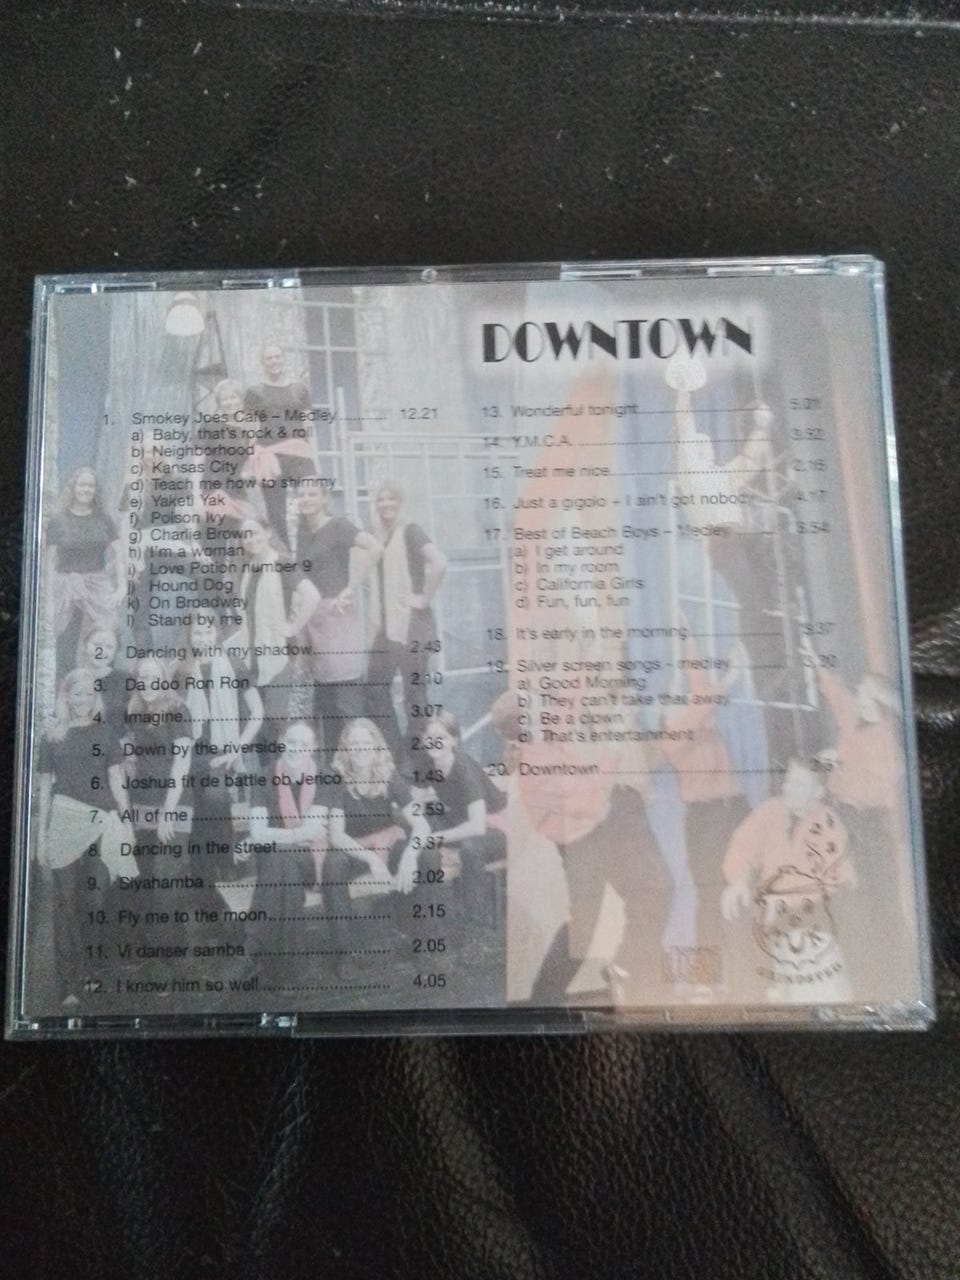 DOWNTOWN
1. Smokey Joes Café – Medley.......... 12.21
a) Baby, that's rock & roll
b) Neighborhood
c) Kansas City
d) Teach me how to shimmy
e) Yaketi Yak
f) Poison Ivy
g) Charlie Brown
h) I'm a woman
i) Love Potion number 9
j) Hound Dog
k) On Broadway
l) Stand by me
2. Dancing with my shadow.................. 2.43
3. Da doo Ron Ron.............................. 2.10
4. Imagine........................................... 3.07
5. Down by the riverside...................... 2.36
6. Joshua fit de battle ob Jerico........... 1.43
7. All of me.......................................... 2.59
8. Dancing in the street........................ 3.37
9. Siyahamba...................................... 2.02
10. Fly me to the moon......................... 2.15
11. Vi danser samba............................. 2.05
12. I know him so well.......................... 4.05
13. Wonderful tonight............................ 5.01
14. Y.M.C.A.
15. Treat me nice.................................. 2.16
16. Just a gigolo – I ain't got nobody 4.17
17. Best of Beach Boys – Medley
a) I get around
b) In my room
c) California Girls
d) Fun, fun, fun
18. It's early in the morning
19. Silver screen songs – medley
a) Good Morning
b) They can't take that away
c) Be a clown
d) That's entertainment
20. Downtown
GRINDSTED